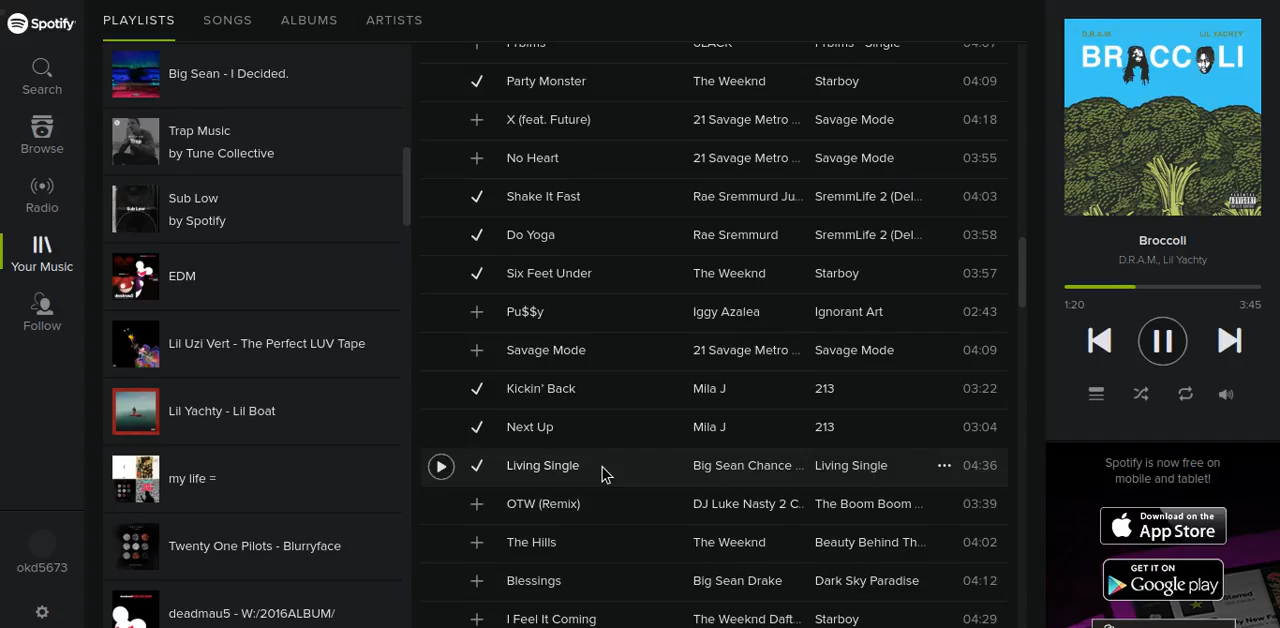 Spotify
Search
Browse
Radio
Your Music
Follow
okd5673
PLAYLISTS SONGS ALBUMS ARTISTS
Big Sean - I Decided.
Trap Music
by Tune Collective
Sub Low
by Spotify
EDM
Lil Uzi Vert - The Perfect LUV Tape
Lil Yachty - Lil Boat
my life =
Twenty One Pilots - Blurryface
deadmau5 - W:/2016ALBUM/
Party Monster The Weeknd Starboy 04:09
X (feat. Future) 21 Savage Metro ... Savage Mode 04:18
No Heart 21 Savage Metro ... Savage Mode 03:55
Shake It Fast Rae Sremmurd Ju... SremmLife 2 (Del... 04:03
Do Yoga Rae Sremmurd SremmLife 2 (Del... 03:58
Six Feet Under The Weeknd Starboy 03:57
Pu$$y Iggy Azalea Ignorant Art 02:43
Savage Mode 21 Savage Metro ... Savage Mode 04:09
Kickin' Back Mila J 213 03:22
Next Up Mila J 213 03:04
Living Single Big Sean Chance ... Living Single ••• 04:36
OTW (Remix) DJ Luke Nasty 2 C.. The Boom Boom ... 03:39
The Hills The Weeknd Beauty Behind Th... 04:02
Blessings Big Sean Drake Dark Sky Paradise 04:12
I Feel It Coming The Weeknd Daft... Starboy 04:29
D.R.A.M. LIL YACHTY
BROCCOLI
Broccoli
D.R.A.M., Lil Yachty
1:20 3:45
Spotify is now free on
mobile and tablet!
Download on the
App Store
GET IT ON
Google play